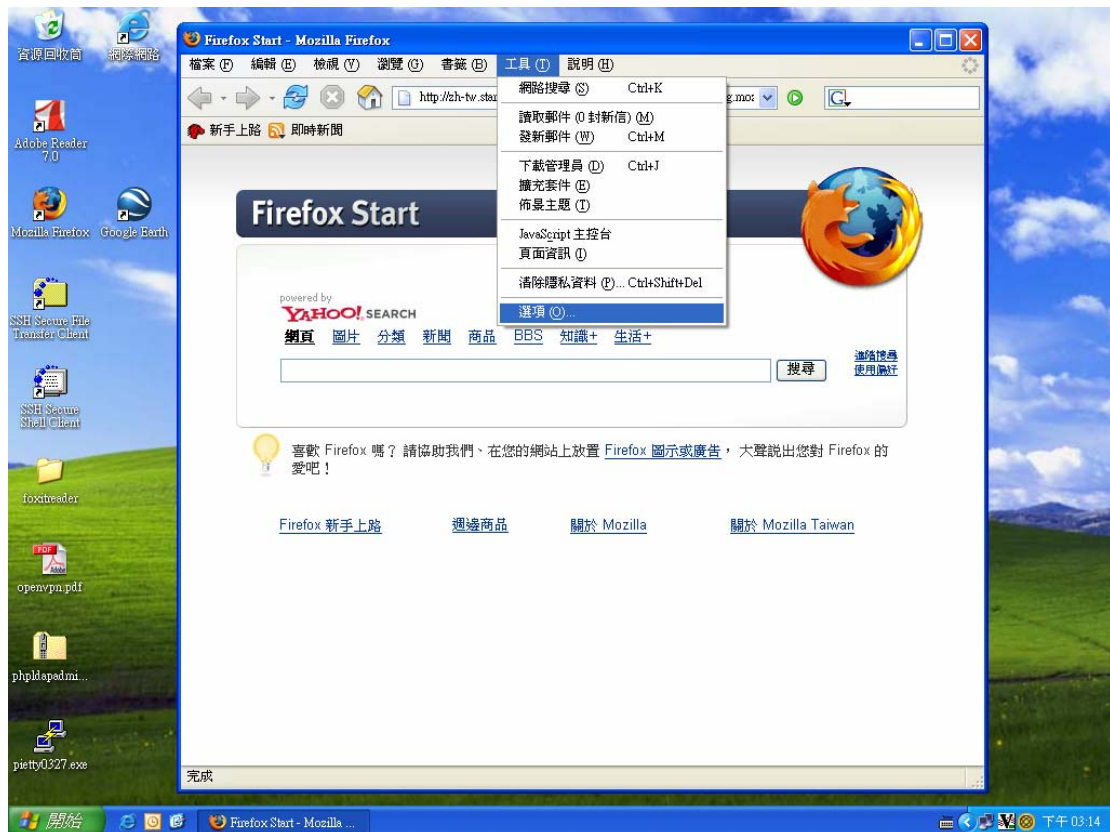 資源回收筒
網際網路
Adobe Reader 7.0
Mozilla Firefox
Google Earth
SSH Secure File Transfer Client
SSH Secure Shell Client
foxitreader
PDF
Adobe
openvpn.pdf
phpldapadmi...
pietty0327.exe
Firefox Start - Mozilla Firefox
檔案 (F) 編輯 (E) 檢視 (V) 瀏覽 (G) 書籤 (B) 工具 (T) 說明 (H)
http://zh-tw.star
g.moz
G
新手上路 即時新聞
網路搜尋 (S) Ctrl+K
讀取郵件 (0 封新信) (M)
發新郵件 (W) Ctrl+M
下載管理員 (D) Ctrl+J
擴充套件 (E)
佈景主題 (T)
JavaScript 主控台
頁面資訊 (I)
清除隱私資料 (P)... Ctrl+Shift+Del
選項 (O)...
Firefox Start
powered by
YAHOO! SEARCH
網頁 圖片 分類 新聞 商品 BBS 知識+ 生活+
搜尋
進階搜尋
使用偏好
喜歡 Firefox 嗎？請協助我們、在您的網站上放置 Firefox 圖示或廣告，大聲說出您對 Firefox 的
愛吧！
Firefox 新手上路 週邊商品 關於 Mozilla 關於 Mozilla Taiwan
完成
開始 Firefox Start - Mozilla ... 下午 03:14